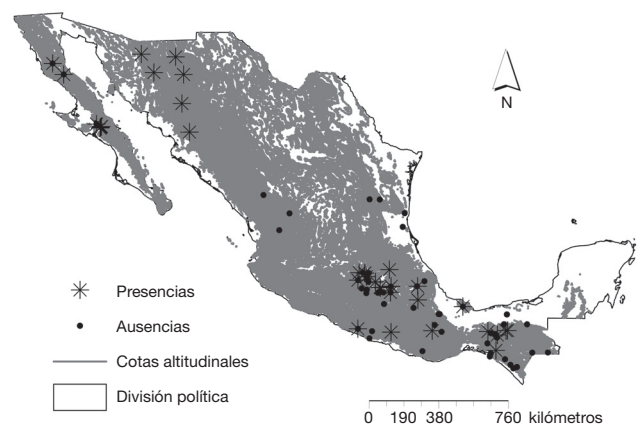 N
Presencias
Ausencias
Cotas altitudinales
División política
0 190 380 760 kilómetros